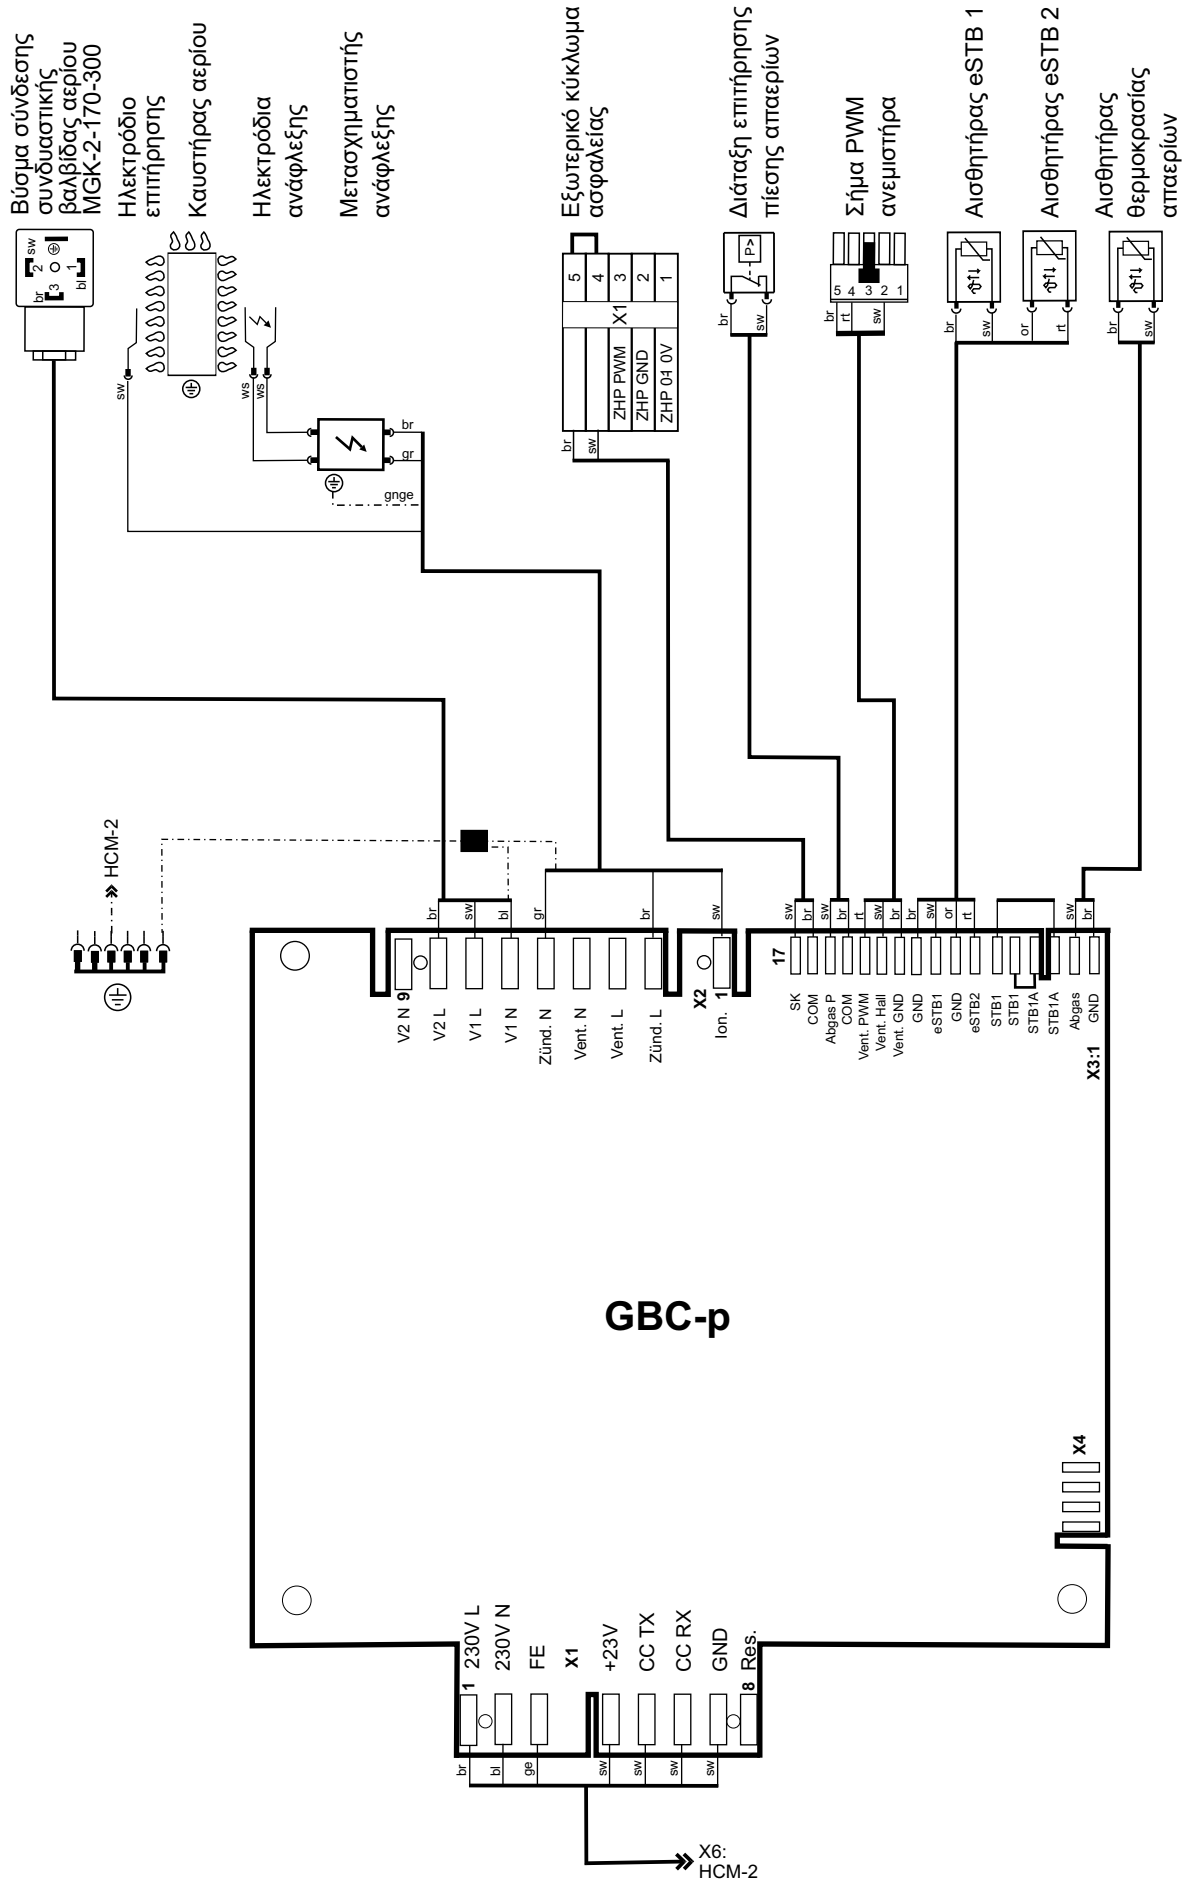 Βύσμα σύνδεσης
συνδυαστικής
βαλβίδας αερίου
MGK-2-170-300
Ηλεκτρόδιο
επιτήρησης
Καυστήρας αερίου
Ηλεκτρόδια
ανάφλεξης
Μετασχηματιστής
ανάφλεξης
Εξωτερικό κύκλωμα
ασφαλείας
Διάταξη επιτήρησης
πίεσης απαερίων
Σήμα PWM
ανεμιστήρα
Αισθητήρας eSTB 1
Αισθητήρας eSTB 2
Αισθητήρας
θερμοκρασίας
απαερίων
sw
2
br
3
1
bl
sw
ws
ws
br
gr
gnge
5
4
3
2
1
X1
ZHP PWM
ZHP GND
ZHP 04 0V
br
sw
P>
br
sw
5
4
3
2
1
br
rt
sw
ϑ
br
sw
ϑ
or
rt
ϑ
br
sw
HCM-2
br
sw
bl
gr
br
sw
sw
br
sw
br
rt
sw
br
br
sw
or
rt
sw
br
V2 N 9
V2 L
V1 L
V1 N
Zünd. N
Vent. N
Vent. L
Zünd. L
X2
Ion. 1
17
SK
COM
Abgas P
COM
Vent. PWM
Vent. Hall
Vent. GND
GND
eSTB1
GND
eSTB2
STB1
STB1
STB1A
STB1A
Abgas
GND
X3:1
GBC-p
X4
1 230V L
230V N
FE
X1
+23V
CC TX
CC RX
GND
8 Res.
br
bl
ge
sw
sw
sw
sw
X6:
HCM-2